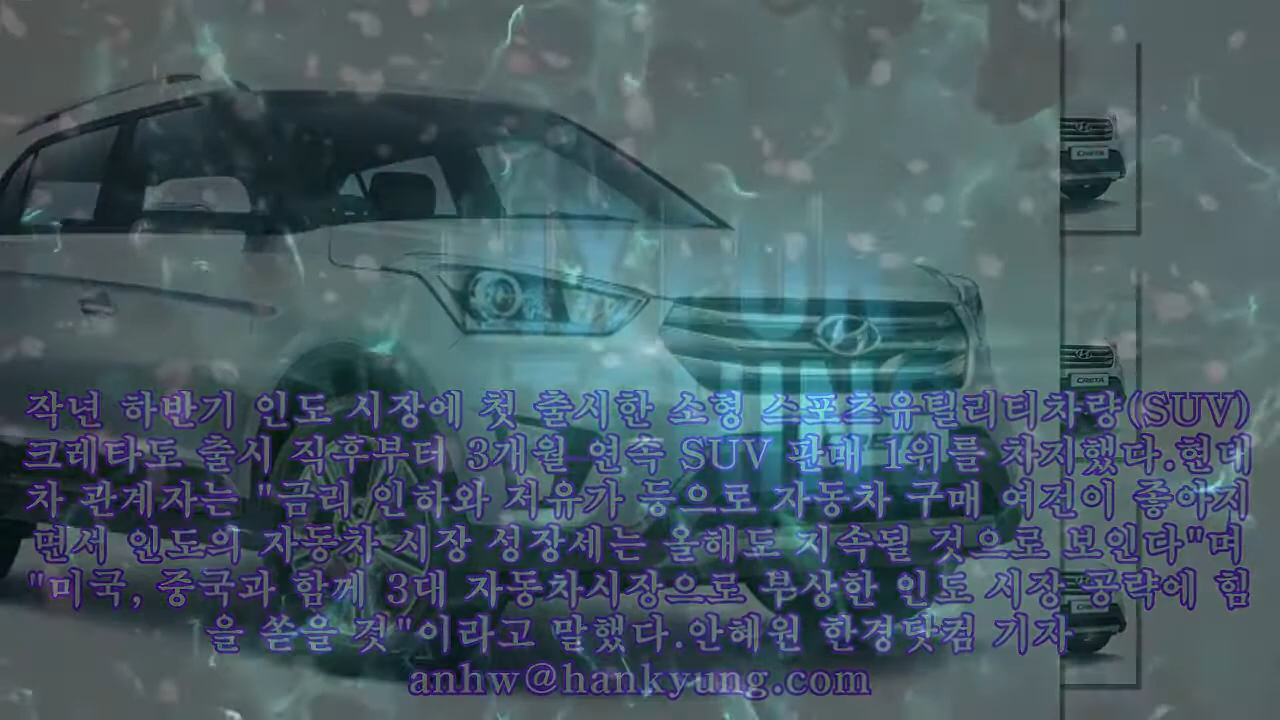 작년 하반기 인도 시장에 첫 출시한 소형 스포츠유틸리티차량(SUV)
크레타도 출시 직후부터 3개월 연속 SUV 판매 1위를 차지했다.현대
차 관계자는 "금리 인하와 저유가 등으로 자동차 구매 여건이 좋아지
면서 인도의 자동차 시장 성장세는 올해도 지속될 것으로 보인다"며
"미국, 중국과 함께 3대 자동차시장으로 부상한 인도 시장 공략에 힘
을 쏟을 것"이라고 말했다.안혜원 한경닷컴 기자
anhw@hankyung.com
CRETA
CRETA
CRETA